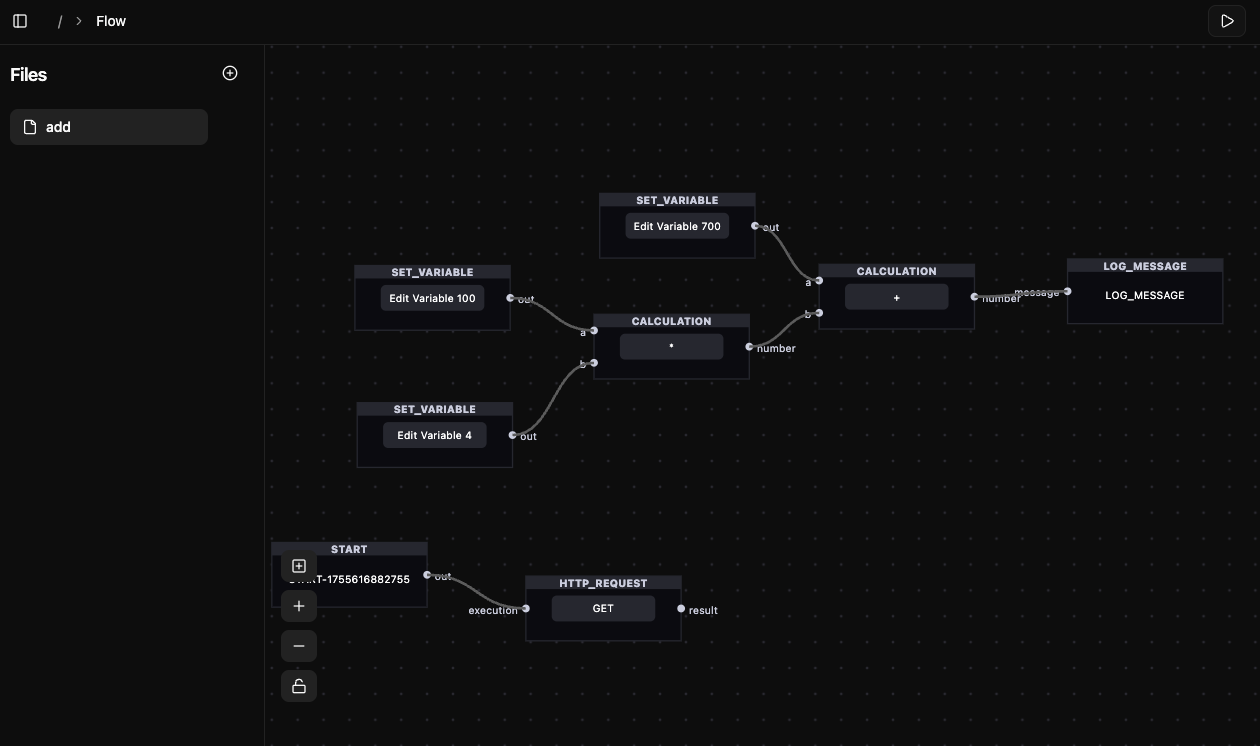 / > Flow
Files
add
SET_VARIABLE
Edit Variable 700
out
SET_VARIABLE
Edit Variable 100
out
CALCULATION
+
a
b
number
LOG_MESSAGE
LOG_MESSAGE
message
CALCULATION
•
a
b
number
SET_VARIABLE
Edit Variable 4
out
START
START-1755616882755
out
HTTP_REQUEST
GET
execution
result